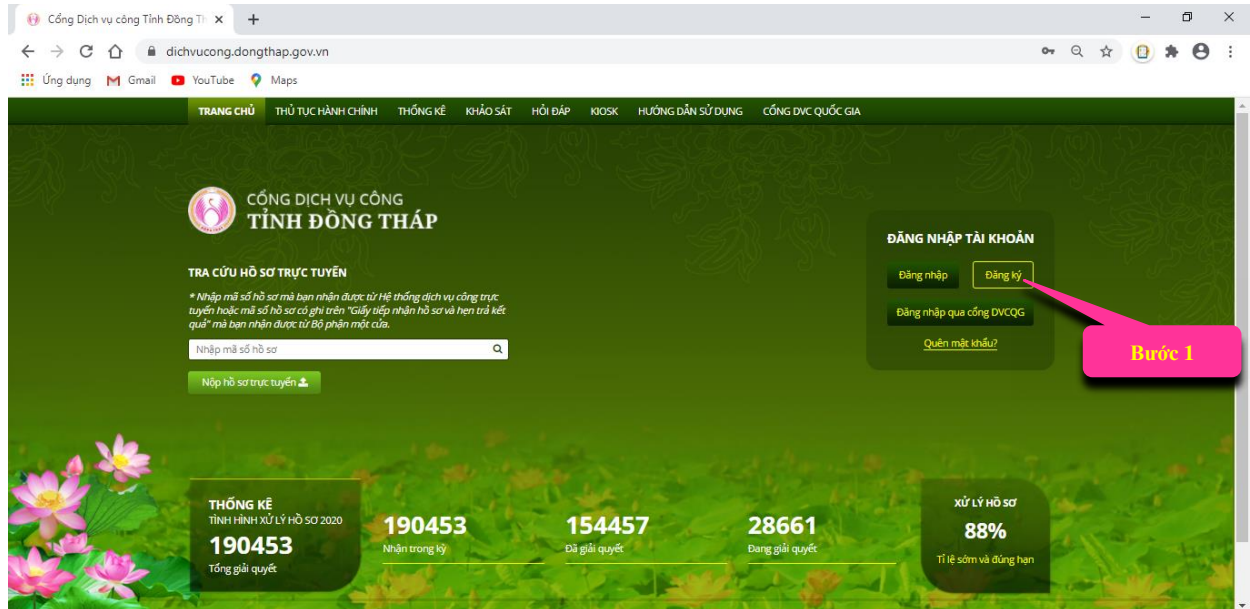 Cổng Dịch vụ công Tỉnh Đồng Th
dichvucong.dongthap.gov.vn
Ứng dụng Gmail YouTube Maps
TRANG CHỦ THỦ TỤC HÀNH CHÍNH THỐNG KÊ KHẢO SÁT HỎI ĐÁP KIOSK HƯỚNG DẪN SỬ DỤNG CỔNG DVC QUỐC GIA
CỔNG DỊCH VỤ CÔNG
TỈNH ĐỒNG THÁP
TRA CỨU HỒ SƠ TRỰC TUYẾN
* Nhập mã số hồ sơ mà bạn nhận được từ Hệ thống dịch vụ công trực
tuyến hoặc mã số hồ sơ có ghi trên "Giấy tiếp nhận hồ sơ và hẹn trả kết
quả" mà bạn nhận được từ Bộ phận một cửa.
Nhập mã số hồ sơ
Nộp hồ sơ trực tuyến
ĐĂNG NHẬP TÀI KHOẢN
Đăng nhập Đăng ký
Đăng nhập qua cổng DVCQG
Quên mật khẩu?
Bước 1
THỐNG KÊ
TÌNH HÌNH XỬ LÝ HỒ SƠ 2020
190453
Tổng giải quyết
190453
Nhận trong kỳ
154457
Đã giải quyết
28661
Đang giải quyết
XỬ LÝ HỒ SƠ
88%
Tỉ lệ sớm và đúng hạn